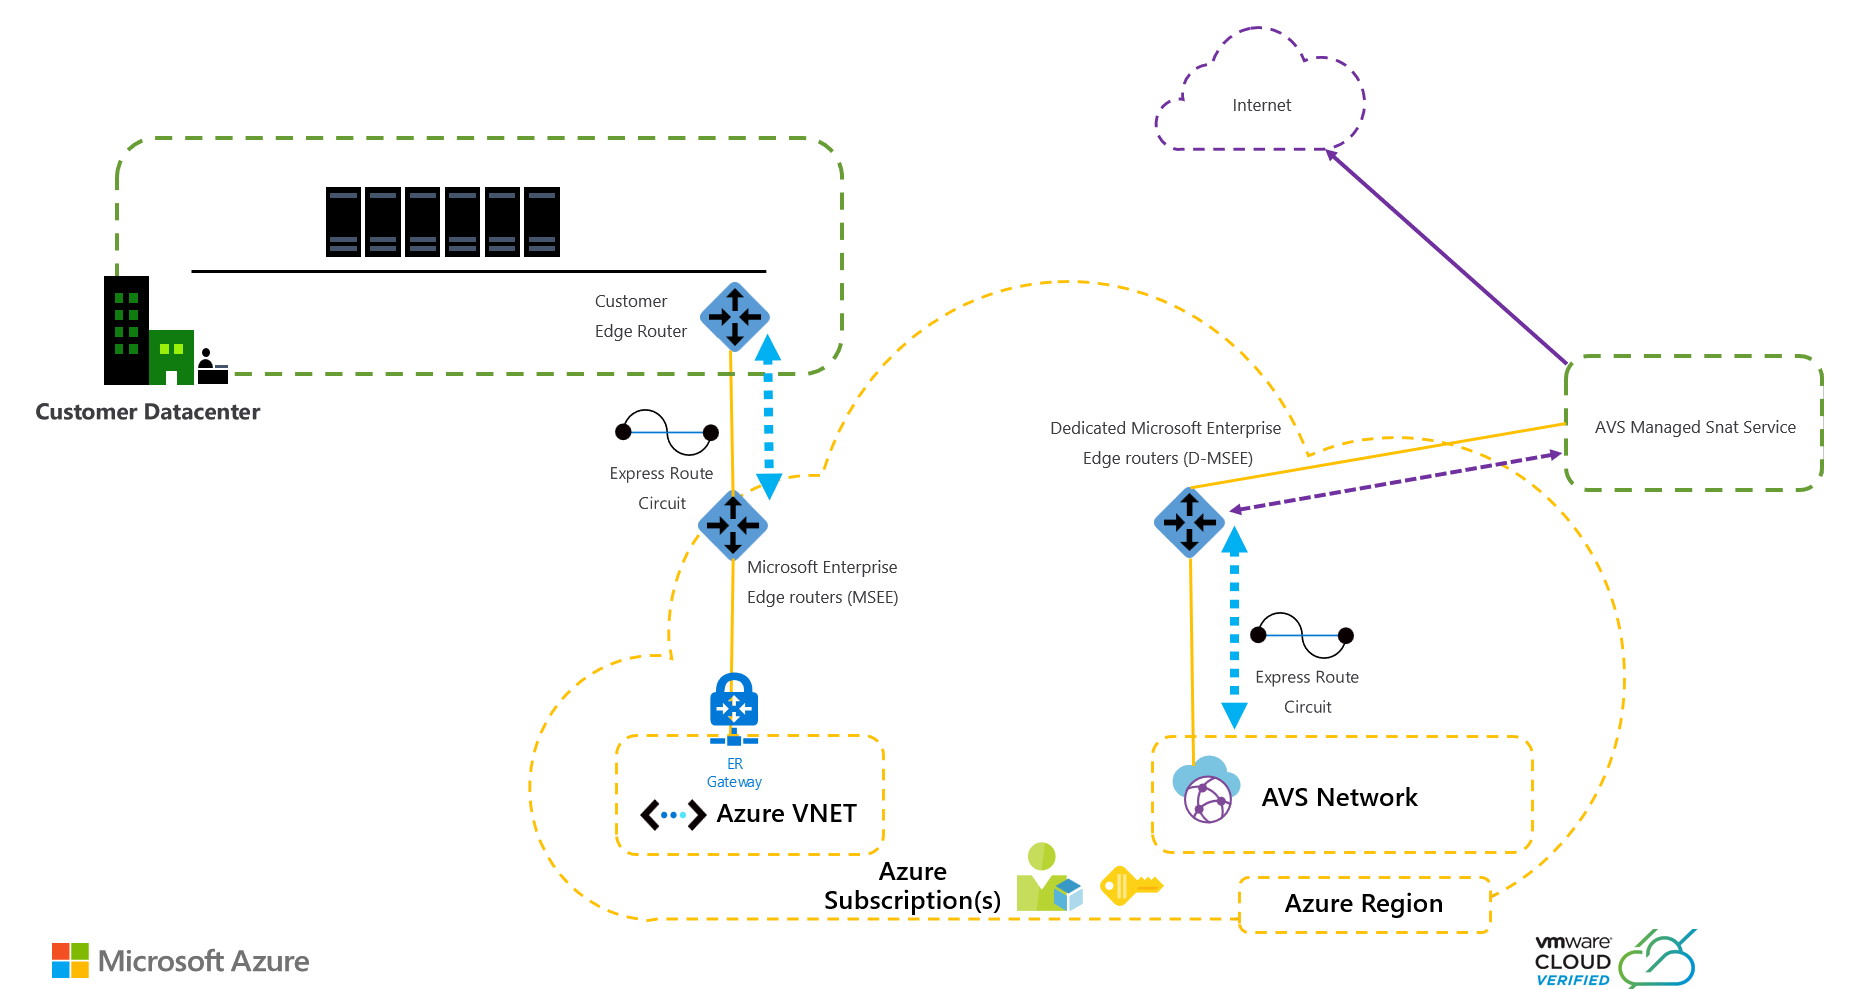 Internet
Customer
Edge Router
Customer Datacenter
Express Route
Circuit
Dedicated Microsoft Enterprise
Edge routers (D-MSEE)
AVS Managed Snat Service
Microsoft Enterprise
Edge routers (MSEE)
Express Route
Circuit
ER
Gateway
Azure VNET
AVS Network
Azure
Subscription(s)
Azure Region
Microsoft Azure
vmware
CLOUD
VERIFIED